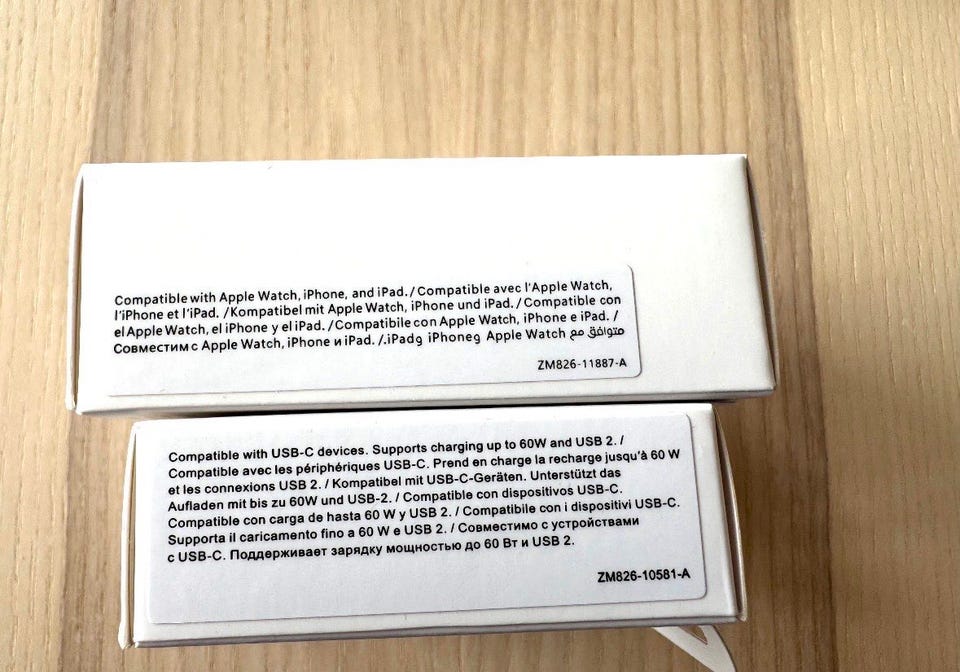 Compatible with Apple Watch, iPhone, and iPad. / Compatible avec l'Apple Watch,
l'iPhone et l'iPad. / Kompatibel mit Apple Watch, iPhone und iPad. / Compatible con
el Apple Watch, el iPhone y el iPad. / Compatibile con Apple Watch, iPhone e iPad. /
Совместим с Apple Watch, iPhone и iPad. /.iPadو iPhoneو Apple Watch متوافق مع
ZM826-11887-A
Compatible with USB-C devices. Supports charging up to 60W and USB 2. /
Compatible avec les périphériques USB-C. Prend en charge la recharge jusqu'à 60 W
et les connexions USB 2. / Kompatibel mit USB-C-Geräten. Unterstützt das
Aufladen mit bis zu 60W und USB-2. / Compatible con dispositivos USB-C.
Compatible con carga de hasta 60 W y USB 2. / Compatibile con i dispositivi USB-C.
Supporta il caricamento fino a 60 W e USB 2. / Совместимо с устройствами
с USB-C. Поддерживает зарядку мощностью до 60 Вт и USB 2.
ZM826-10581-A